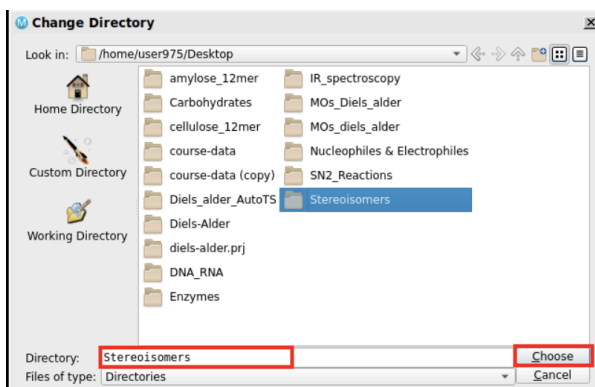 Change Directory
Look in: /home/user975/Desktop
Home Directory
Custom Directory
Working Directory
amylose_12mer
Carbohydrates
cellulose_12mer
course-data
course-data (copy)
Diels_alder_AutoTS
Diels-Alder
diels-alder.prj
DNA_RNA
Enzymes
IR_spectroscopy
MOs_Diels_alder
MOs_diels_alder
Nucleophiles & Electrophiles
SN2_Reactions
Stereoisomers
Directory: Stereoisomers
Choose
Files of type: Directories
Cancel